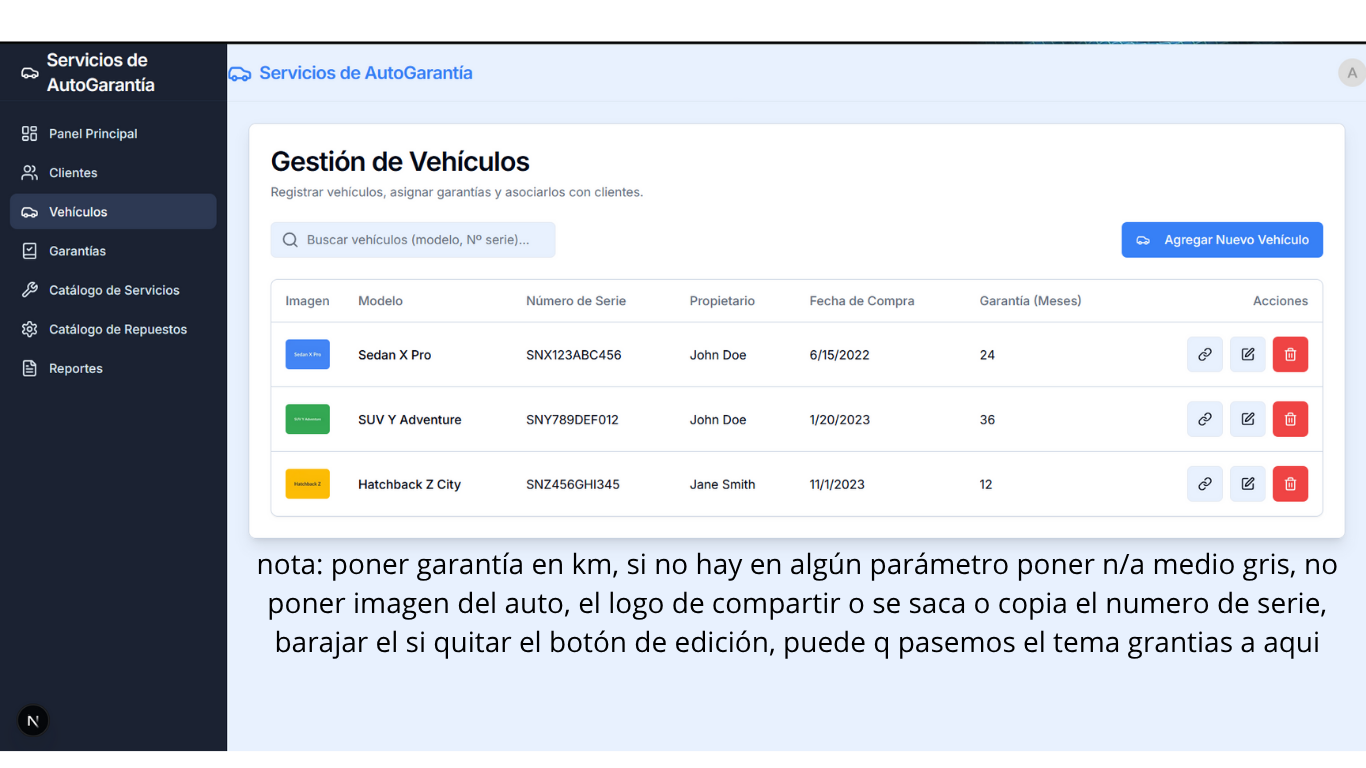 Servicios de
AutoGarantía
Servicios de AutoGarantía
A
Panel Principal
Clientes
Vehículos
Garantías
Catálogo de Servicios
Catálogo de Repuestos
Reportes
N
Gestión de Vehículos
Registrar vehículos, asignar garantías y asociarlos con clientes.
Buscar vehículos (modelo, Nº serie)...
Agregar Nuevo Vehículo
Imagen Modelo Número de Serie Propietario Fecha de Compra Garantía (Meses) Acciones
Sedan X Pro Sedan X Pro SNX123ABC456 John Doe 6/15/2022 24
SUV Y Adventure SUV Y Adventure SNY789DEF012 John Doe 1/20/2023 36
Hatchback Z Hatchback Z City SNZ456GHI345 Jane Smith 11/1/2023 12
nota: poner garantía en km, si no hay en algún parámetro poner n/a medio gris, no
poner imagen del auto, el logo de compartir o se saca o copia el numero de serie,
barajar el si quitar el botón de edición, puede q pasemos el tema grantias a aqui